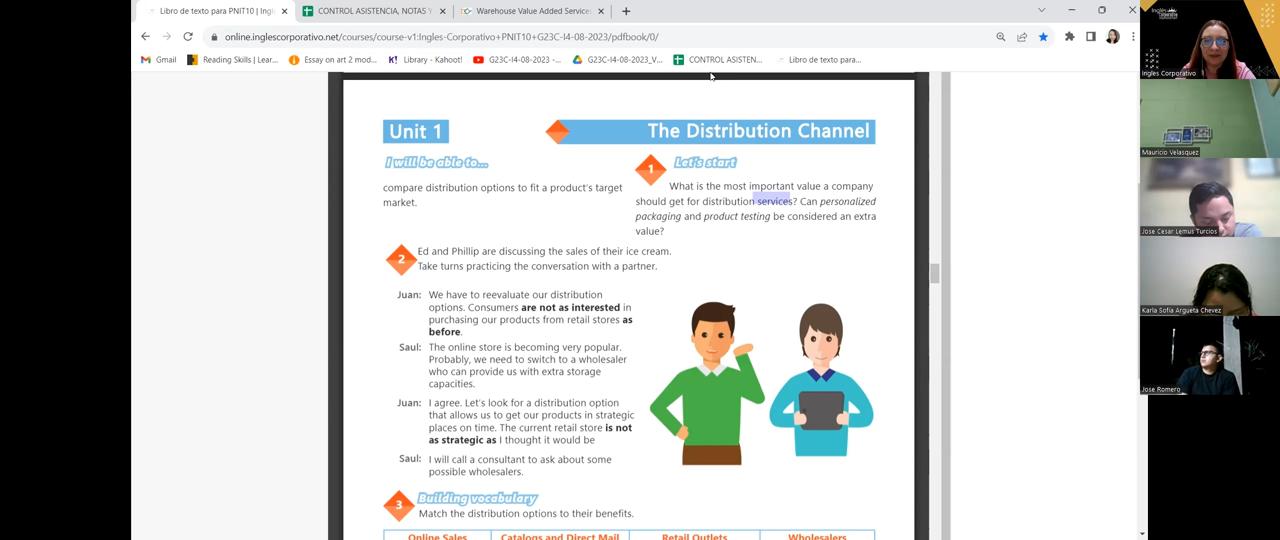 Libro de texto para PNIT10 | Ingl
CONTROL ASISTENCIA, NOTAS Y
Warehouse Value Added Services
online.inglescorporativo.net/courses/course-v1:Ingles-Corporativo+PNIT10+G23C-I4-08-2023/pdfbook/0/
Gmail
Reading Skills | Lear...
Essay on art 2 mod...
Library - Kahoot!
G23C-I4-08-2023 -...
G23C-I4-08-2023_V...
CONTROL ASISTEN...
Libro de texto para...
Unit 1
The Distribution Channel
I will be able to...
compare distribution options to fit a product's target
market.
1
Let's start
What is the most important value a company
should get for distribution services? Can personalized
packaging and product testing be considered an extra
value?
2
Ed and Phillip are discussing the sales of their ice cream.
Take turns practicing the conversation with a partner.
Juan: We have to reevaluate our distribution
options. Consumers are not as interested in
purchasing our products from retail stores as
before.
Saul: The online store is becoming very popular.
Probably, we need to switch to a wholesaler
who can provide us with extra storage
capacities.
Juan: I agree. Let's look for a distribution option
that allows us to get our products in strategic
places on time. The current retail store is not
as strategic as I thought it would be
Saul: I will call a consultant to ask about some
possible wholesalers.
3
Building vocabulary
Match the distribution options to their benefits.
Online Sales
Catalogs and Direct Mail
Retail Outlets
Wholesalers
Ingles Corporativo
Mauricio Velasquez
Jose Cesar Lemus Turcios
Karla Sofia Argueta Chevez
Jose Romero